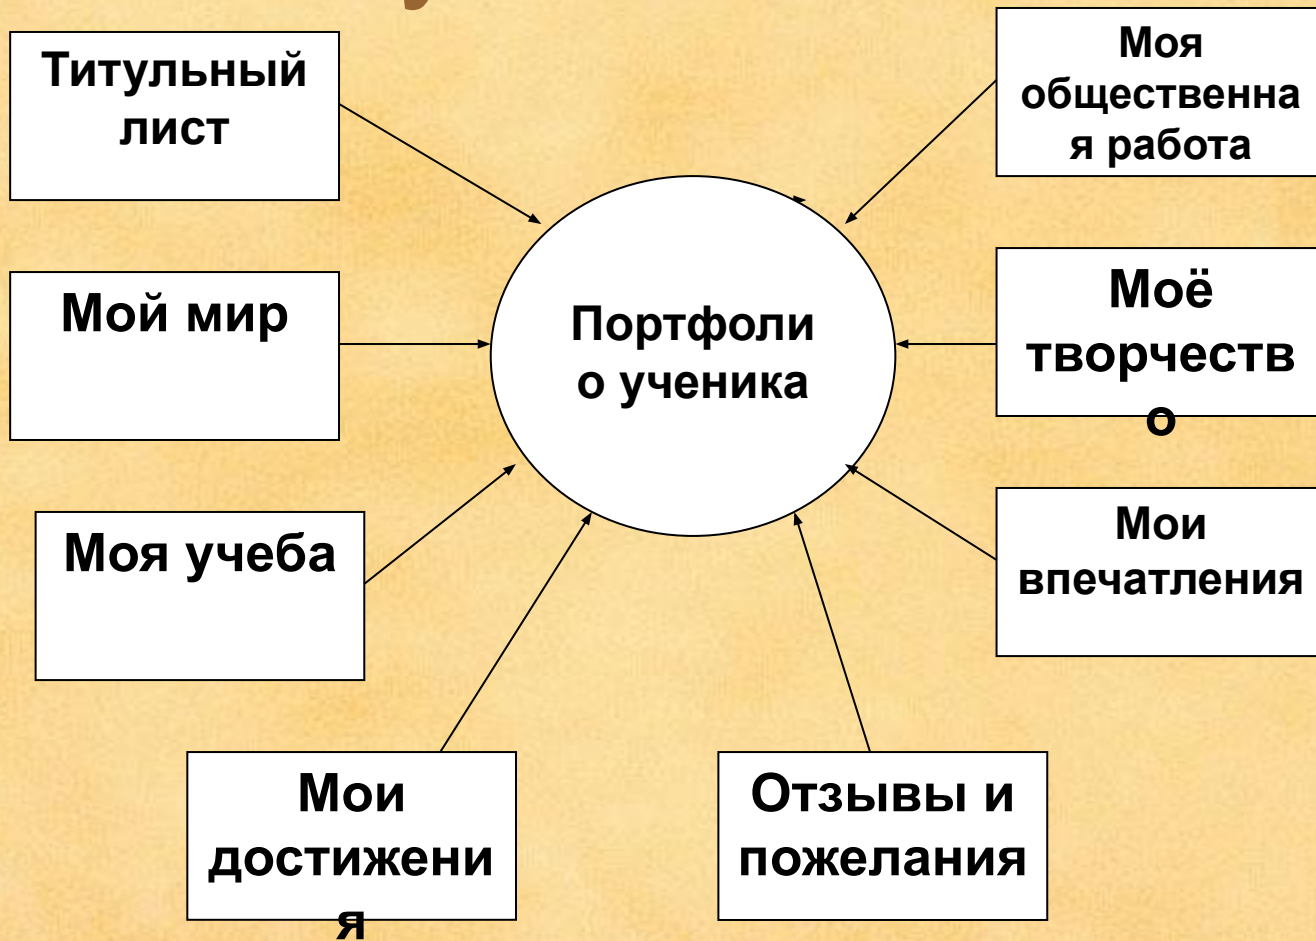 Титульный
лист
Мой мир
Моя учеба
Мои
достижени
я
Портфоли
о ученика
Отзывы и
пожелания
Моя
общественна
я работа
Моё
творчеств
о
Мои
впечатления